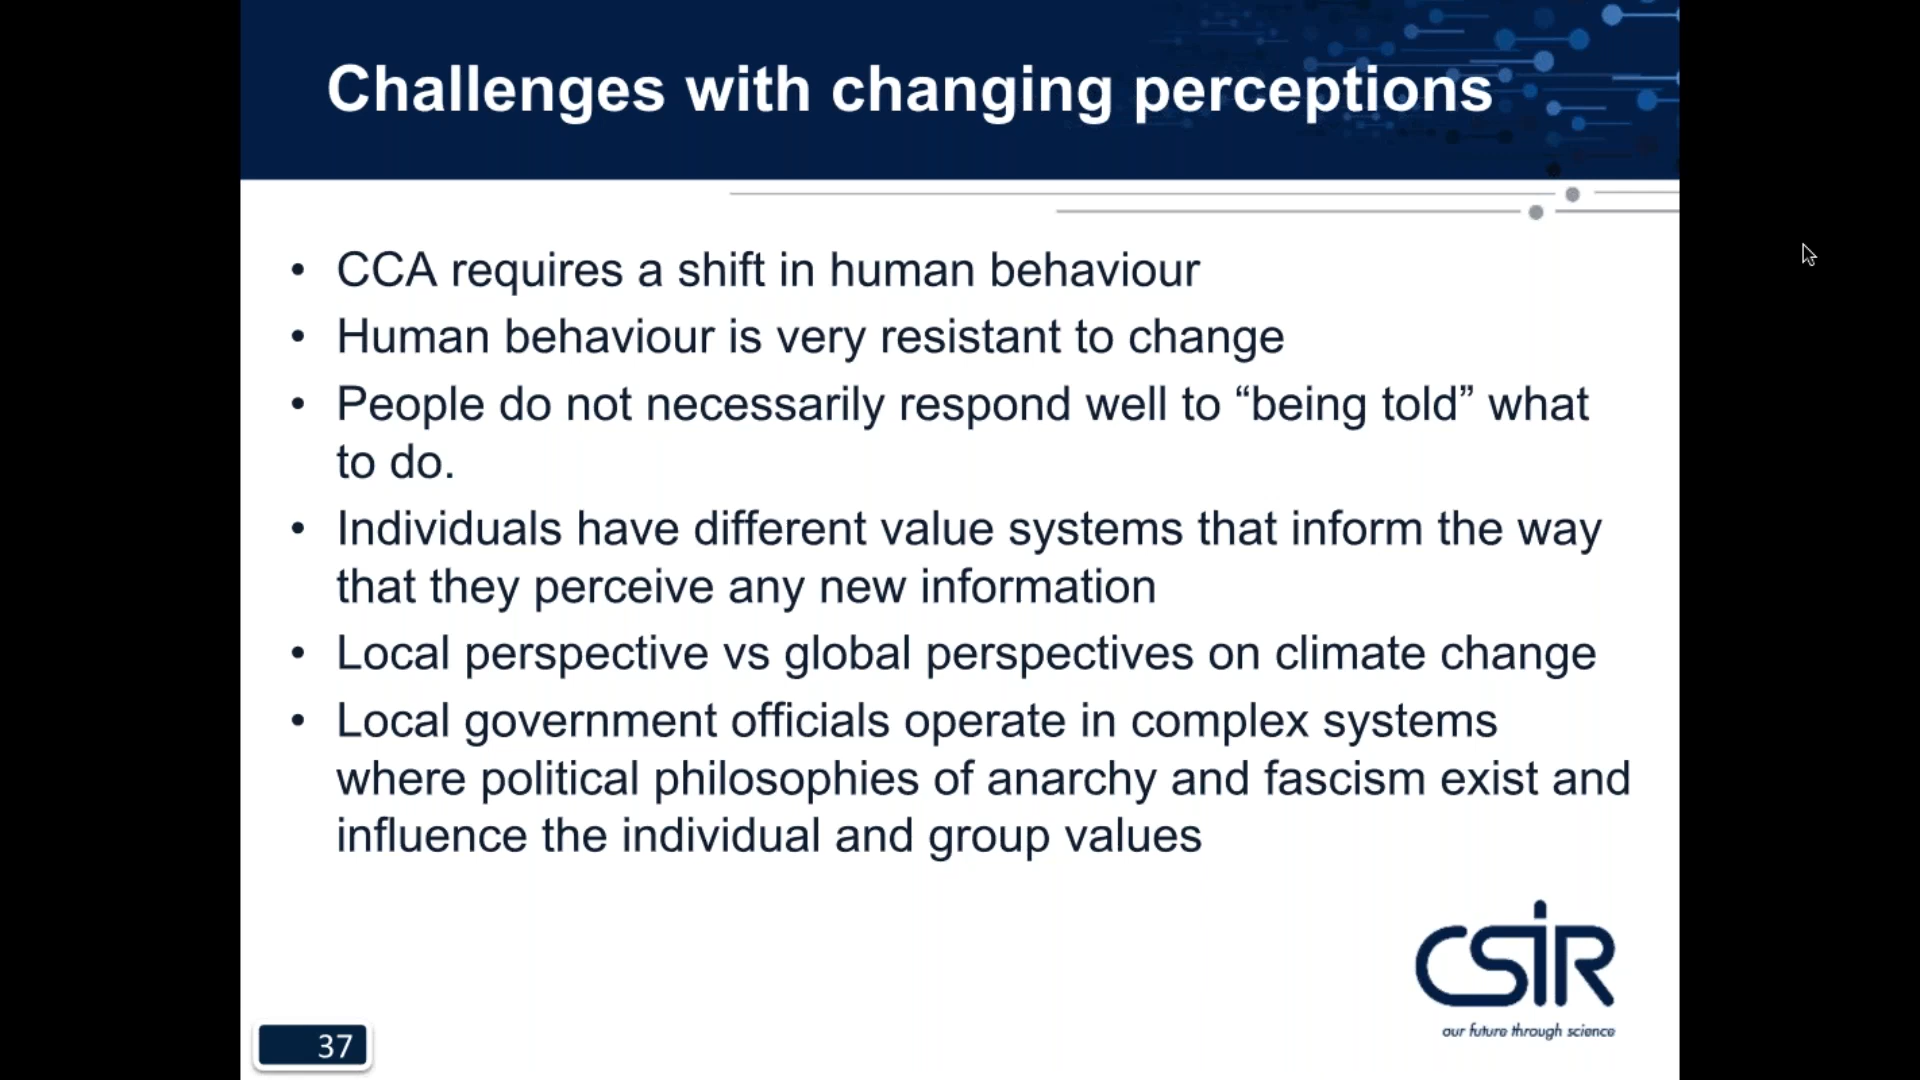 Challenges with changing perceptions
• CCA requires a shift in human behaviour
• Human behaviour is very resistant to change
• People do not necessarily respond well to “being told” what
to do.
• Individuals have different value systems that inform the way
that they perceive any new information
• Local perspective vs global perspectives on climate change
• Local government officials operate in complex systems
where political philosophies of anarchy and fascism exist and
influence the individual and group values
CSIR
our future through science
37